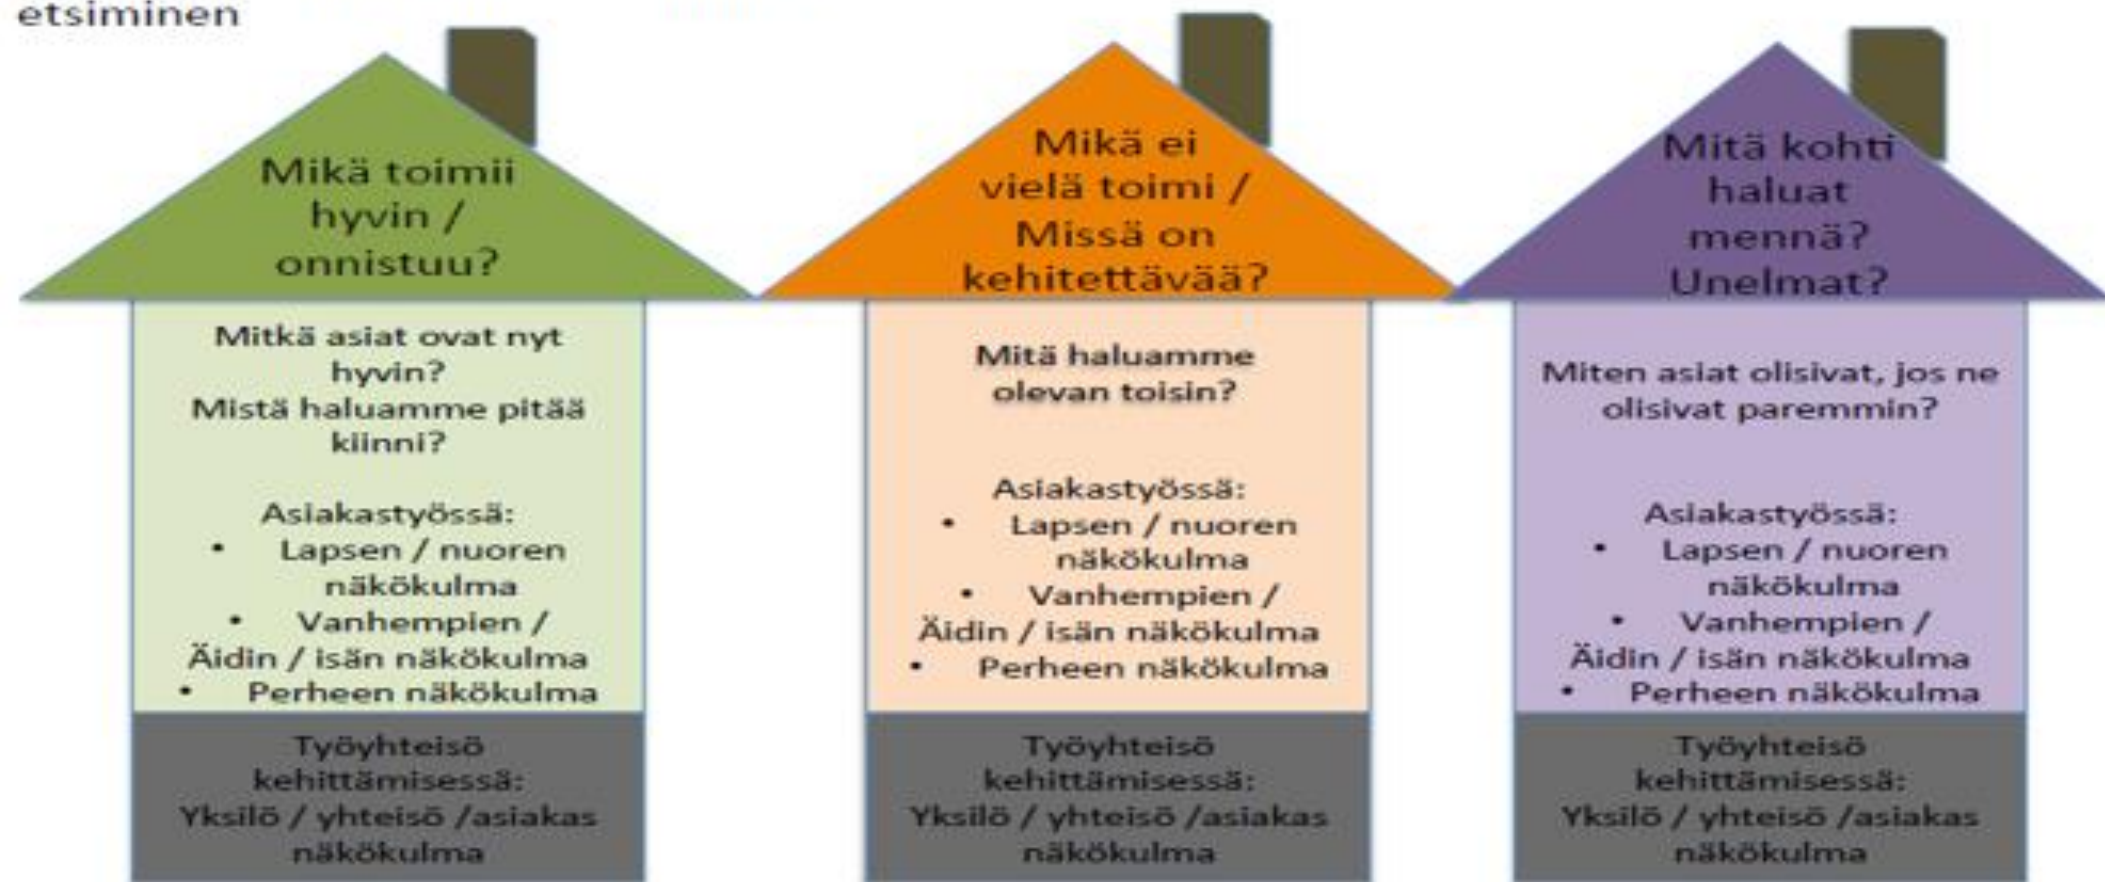 etsiminen
Mikä toimii
hyvin /
onnistuu?
Mitkä asiat ovat nyt
hyvin?
Mistä haluamme pitää
kiinni?
Asiakastyössä:
• Lapsen / nuoren
näkökulma
• Vanhempien /
Äidin / isän näkökulma
• Perheen näkökulma
Työyhteisö
kehittämisessä:
Yksilö / yhteisö /asiakas
näkökulma
Mikä ei
vielä toimi /
Missä on
kehitettävää?
Mitä haluamme
olevan toisin?
Asiakastyössä:
• Lapsen / nuoren
näkökulma
• Vanhempien /
Äidin / isän näkökulma
• Perheen näkökulma
Työyhteisö
kehittämisessä:
Yksilö / yhteisö /asiakas
näkökulma
Mitä kohti
haluat
mennä?
Unelmat?
Miten asiat olisivat, jos ne
olisivat paremmin?
Asiakastyössä:
• Lapsen / nuoren
näkökulma
• Vanhempien /
Äidin / isän näkökulma
• Perheen näkökulma
Työyhteisö
kehittämisessä:
Yksilö / yhteisö /asiakas
näkökulma